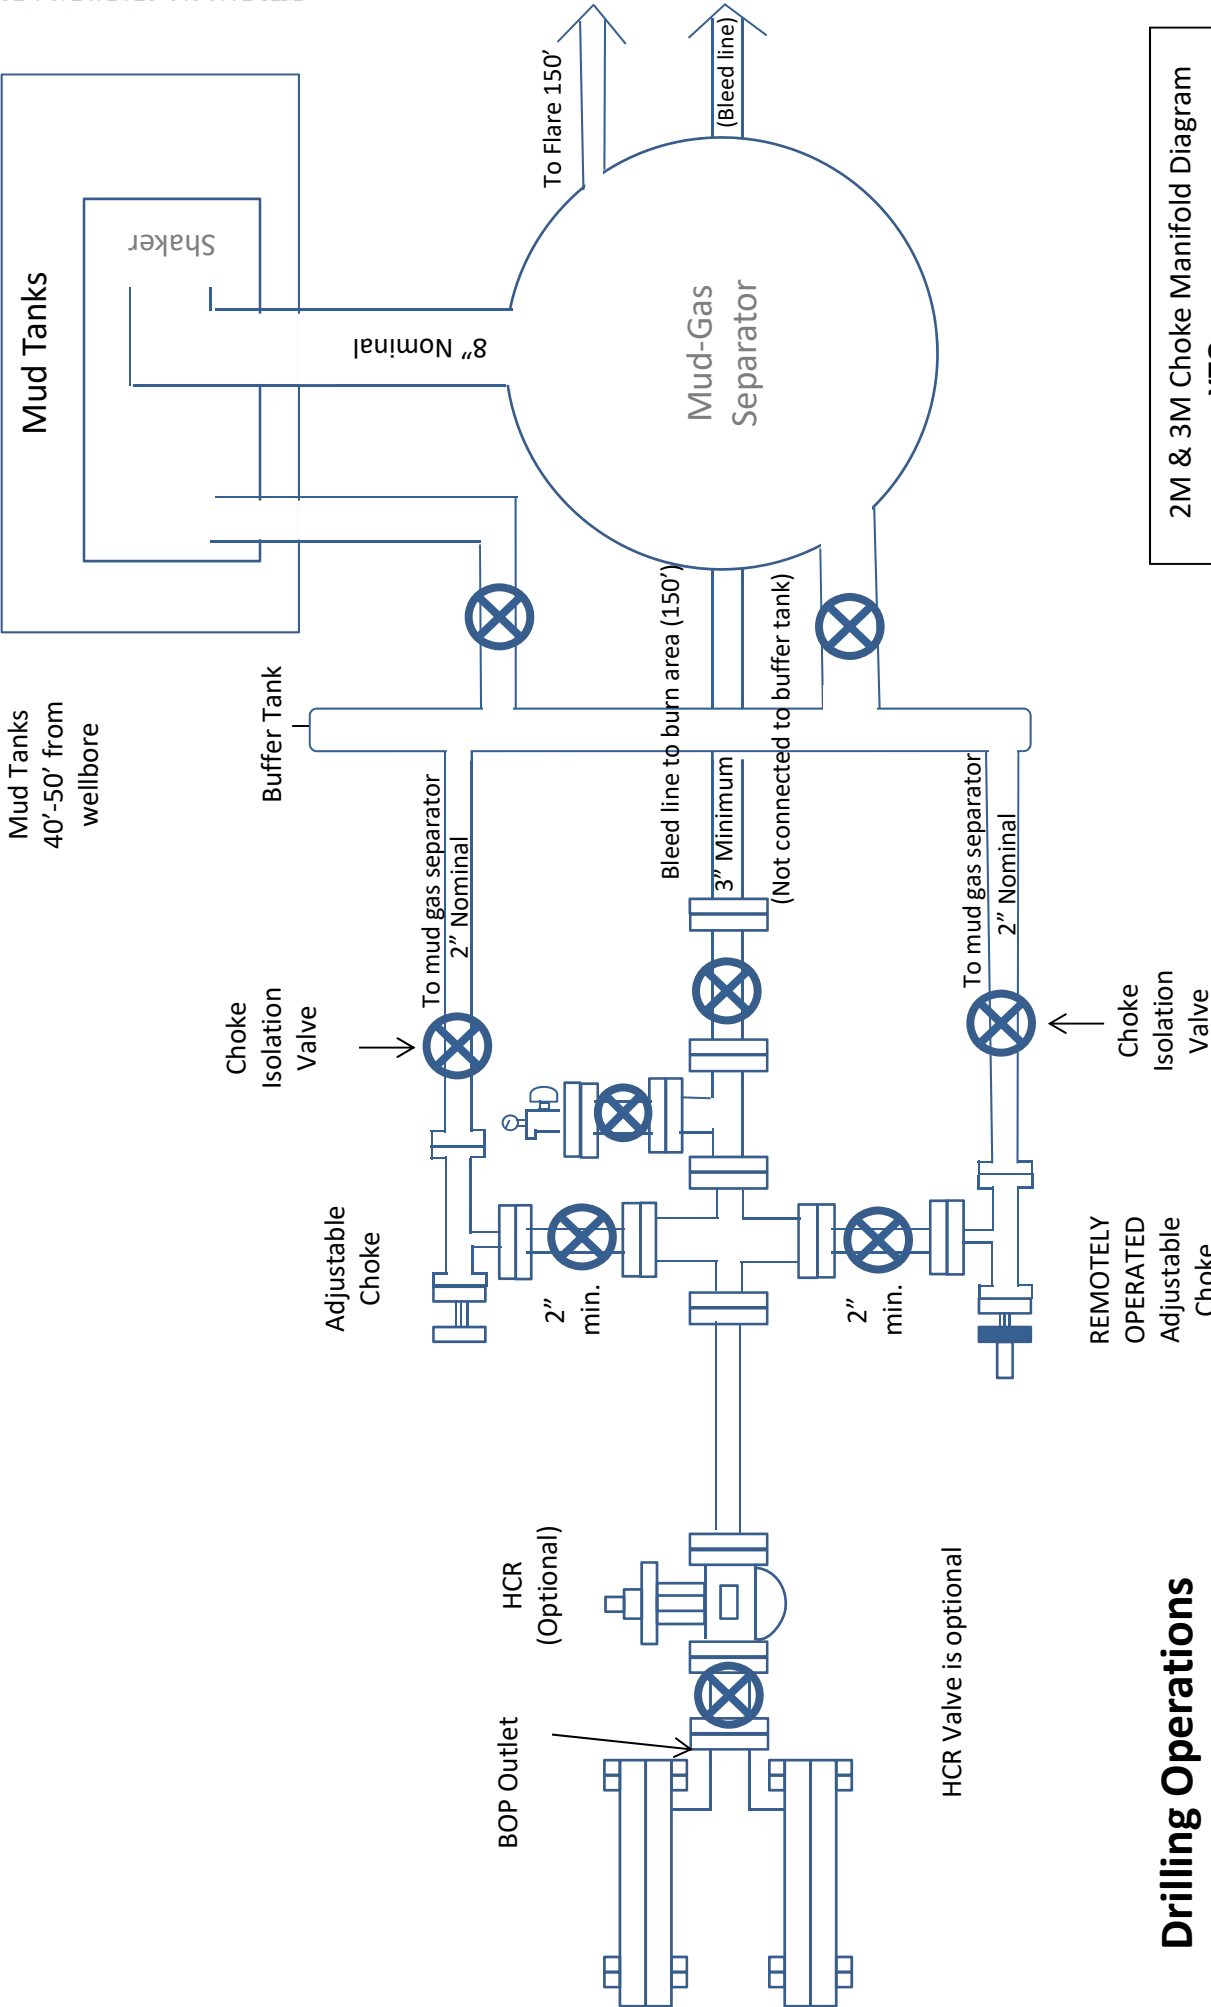 Mud Tanks
Shaker
Mud Tanks
40’-50’ from
wellbore
8” Nominal
To Flare 150’
(Bleed line)
Mud-Gas
Separator
Buffer Tank
Bleed line to burn area (150’)
3” Minimum
(Not connected to buffer tank)
To mud gas separator
2” Nominal
To mud gas separator
2” Nominal
Choke
Isolation
Valve
Choke
Isolation
Valve
Adjustable
Choke
2”
min.
2”
min.
REMOTELY
OPERATED
Adjustable
Choke
HCR
(Optional)
BOP Outlet
HCR Valve is optional
Drilling Operations
2M & 3M Choke Manifold Diagram